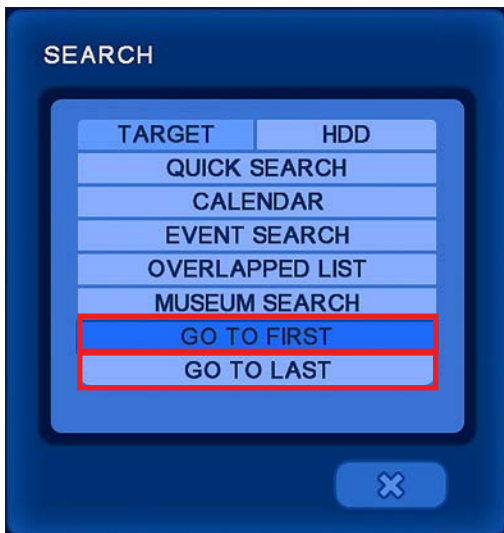 SEARCH
TARGET HDD
QUICK SEARCH
CALENDAR
EVENT SEARCH
OVERLAPPED LIST
MUSEUM SEARCH
GO TO FIRST
GO TO LAST